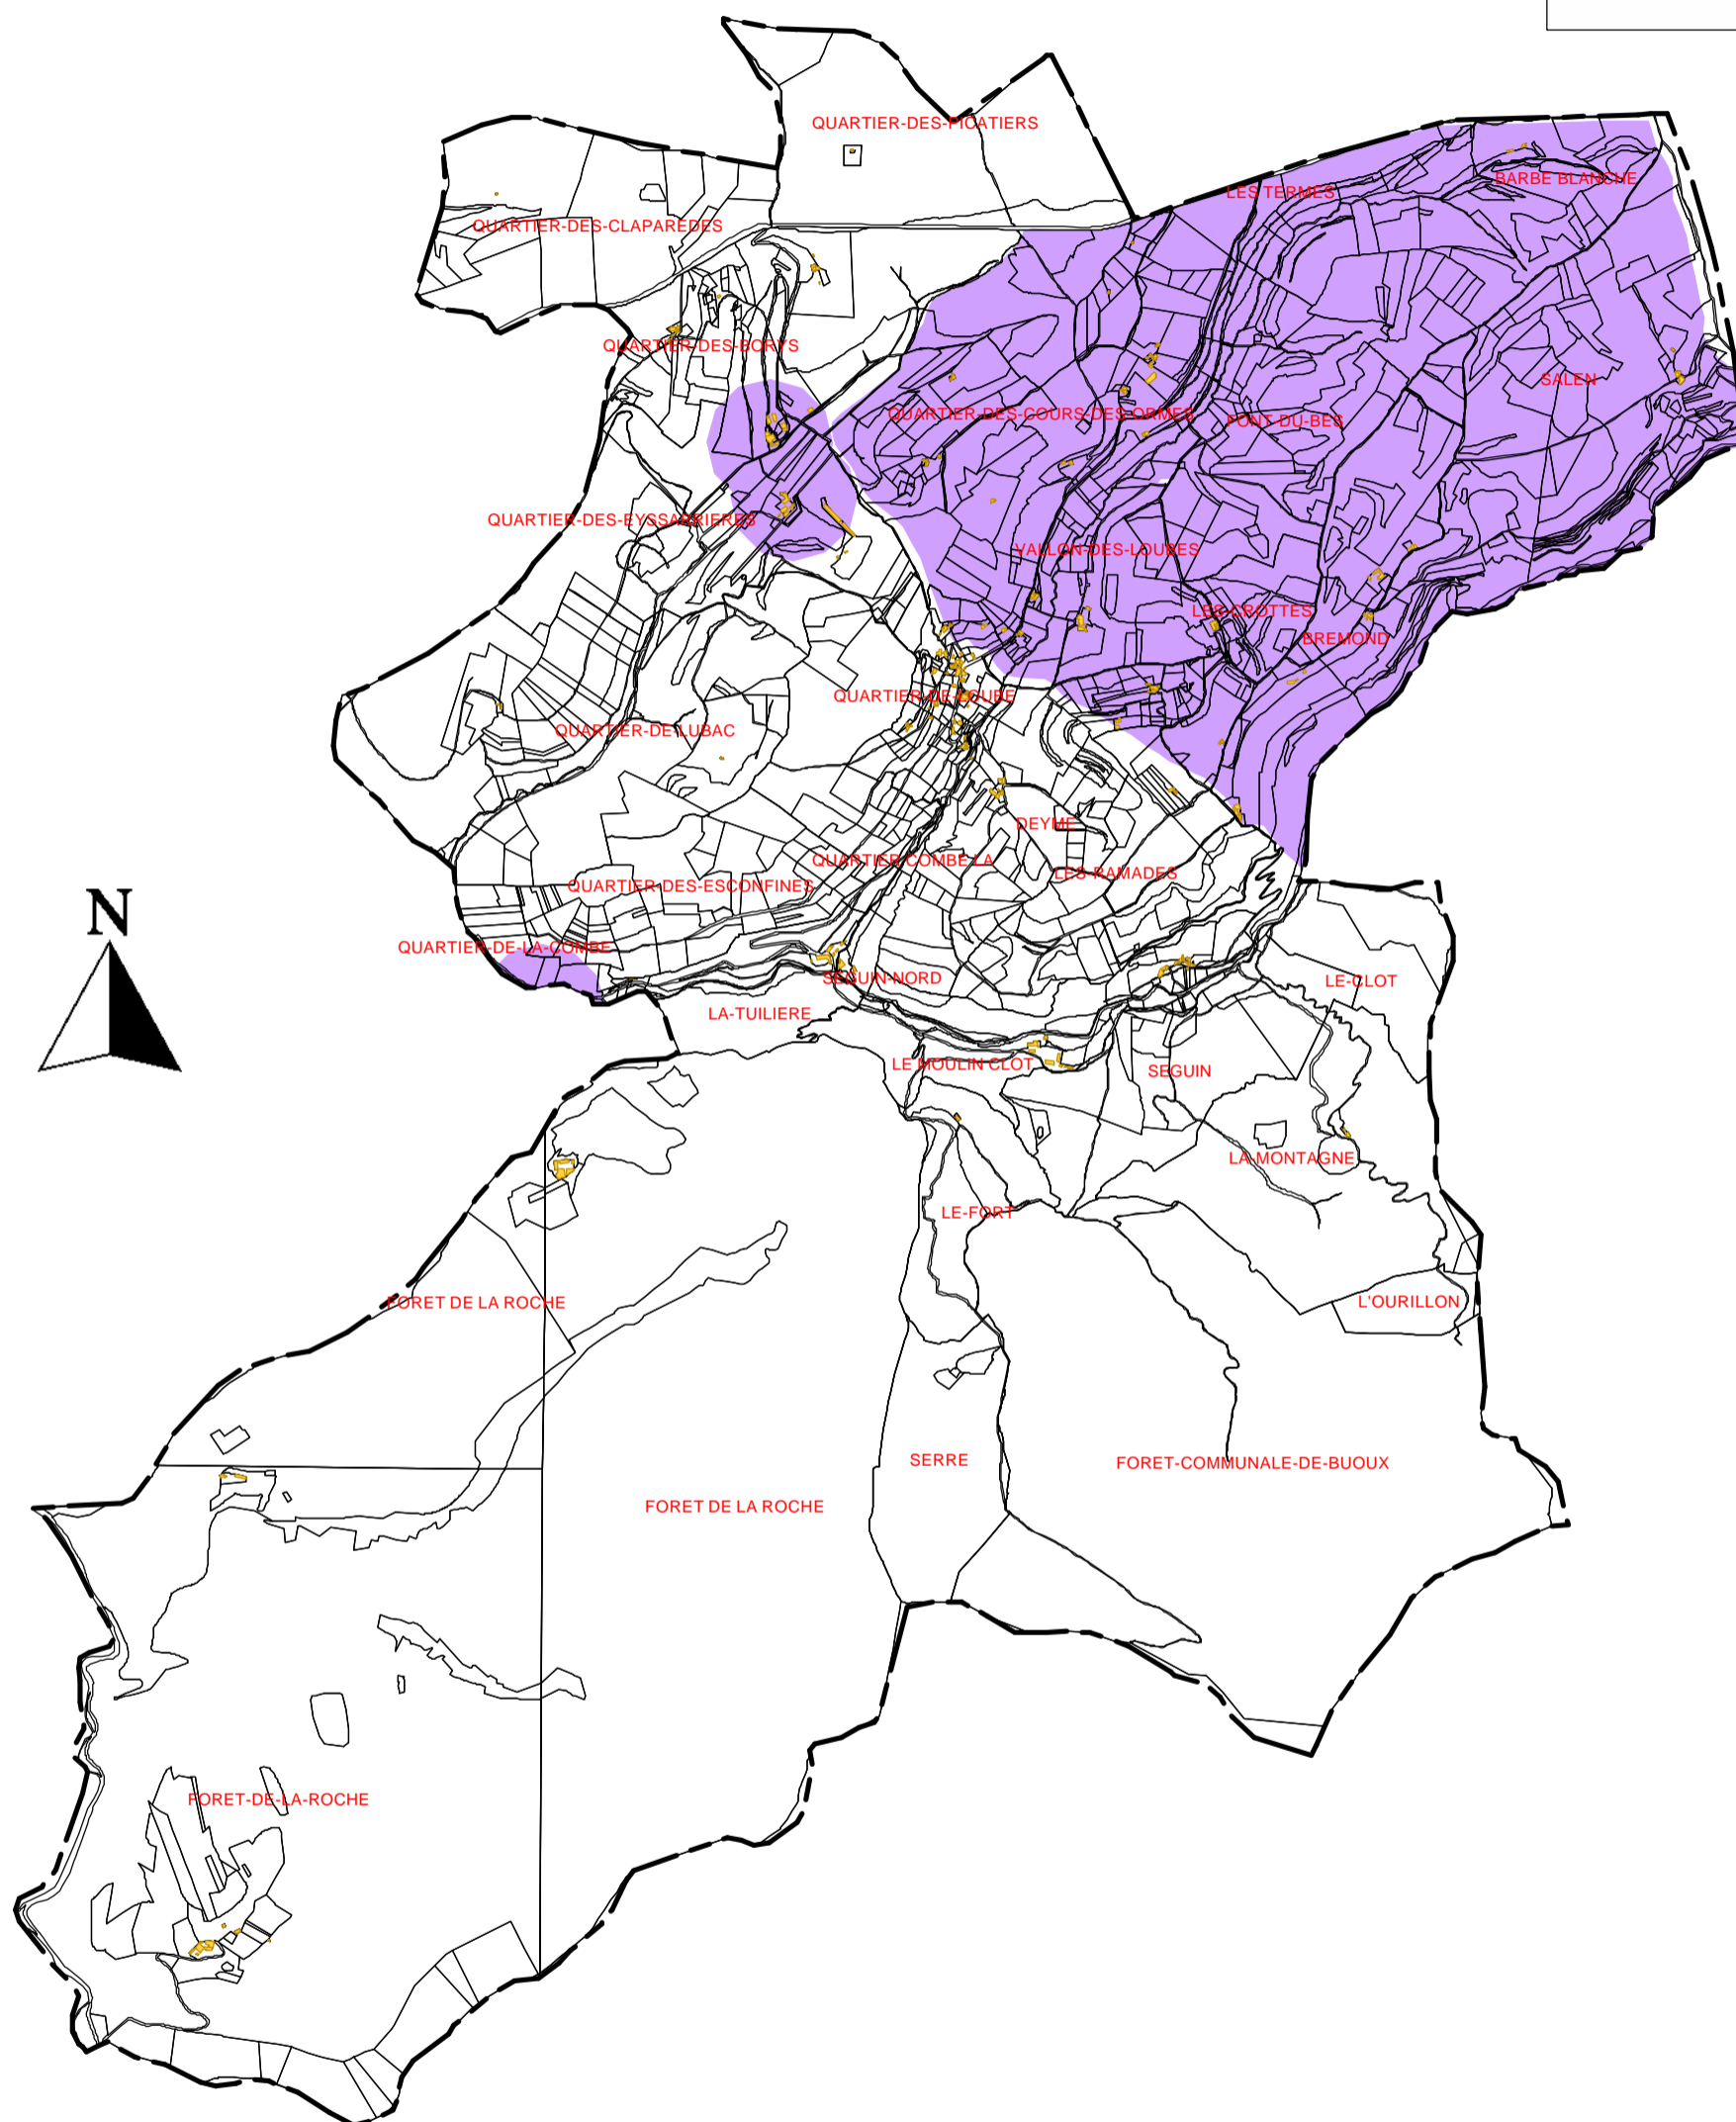 QUARTIER-DES-PICATIERS
BARBE BLANCHE
LES TERMES
QUARTIER-DES-CLAPAREDES
QUARTIER-DES-BORYS
SALEN
QUARTIER-DES-COURS-DES-ORMES
FONT-DU-BES
QUARTIER-DES-EYSSARRIERES
VALLON-DES-LOUBES
LES-CROTTES
BREMOND
QUARTIER-DE-LOUBE
QUARTIER-DE-LUBAC
DEYME
QUARTIER COMBE LA
LES-RAMADES
QUARTIER-DES-ESCONFINES
N
QUARTIER-DE-LA-COMBE
SEGUIN-NORD
LE-CLOT
LA-TUILIERE
LE MOULIN CLOT
SEGUIN
LA-MONTAGNE
LE-FORT
FORET DE LA ROCHE
L'OURILLON
SERRE
FORET-COMMUNALE-DE-BUOUX
FORET DE LA ROCHE
FORET-DE-LA-ROCHE